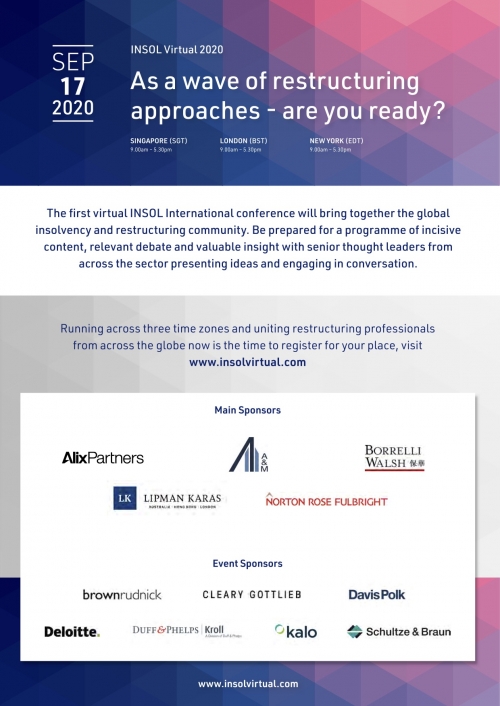 SEP
17
2020
INSOL Virtual 2020
As a wave of restructuring
approaches - are you ready?
SINGAPORE (SGT)
9.00am – 5.30pm
LONDON (BST)
9.00am – 5.30pm
NEW YORK (EDT)
9.00am – 5.30pm
The first virtual INSOL International conference will bring together the global
insolvency and restructuring community. Be prepared for a programme of incisive
content, relevant debate and valuable insight with senior thought leaders from
across the sector presenting ideas and engaging in conversation.
Running across three time zones and uniting restructuring professionals
from across the globe now is the time to register for your place, visit
www.insolvirtual.com
Main Sponsors
AlixPartners
A&M
BORRELLI
WALSH 保華
LK
LIPMAN KARAS
AUSTRALIA · HONG KONG · LONDON
NORTON ROSE FULBRIGHT
Event Sponsors
brownrudnick
CLEARY GOTTLIEB
DavisPolk
Deloitte.
DUFF & PHELPS
Kroll
A Division of Duff & Phelps
kalo
Schultze & Braun
www.insolvirtual.com